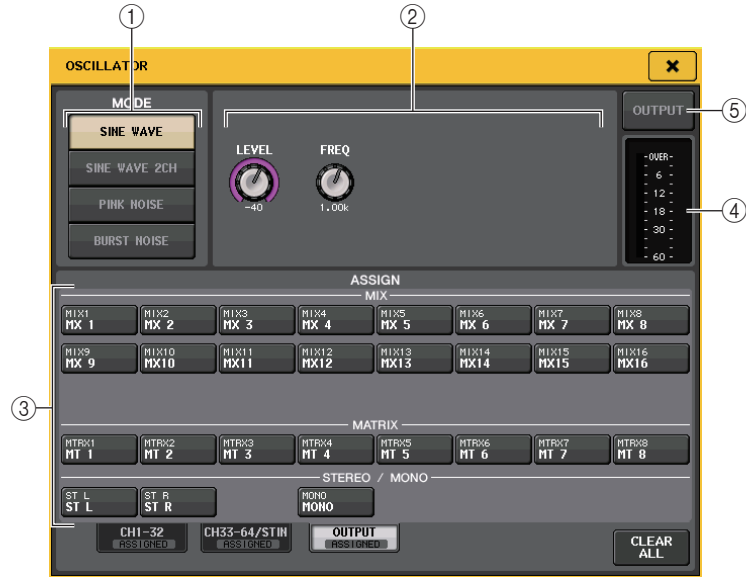 ① ②
OSCILLATOR
MODE
SINE WAVE
SINE WAVE 2CH
PINK NOISE
BURST NOISE
LEVEL FREQ
-40 1.00k
OUTPUT ⑤
-OVER-
- 6 -
- 12 -
- 18 - ④
- 30 -
- 60 -
③
ASSIGN
MIX
MIX1 MIX2 MIX3 MIX4 MIX5 MIX6 MIX7 MIX8
MX 1 MX 2 MX 3 MX 4 MX 5 MX 6 MX 7 MX 8
MIX9 MIX10 MIX11 MIX12 MIX13 MIX14 MIX15 MIX16
MX 9 MX10 MX11 MX12 MX13 MX14 MX15 MX16
MATRIX
MTRX1 MTRX2 MTRX3 MTRX4 MTRX5 MTRX6 MTRX7 MTRX8
MT 1 MT 2 MT 3 MT 4 MT 5 MT 6 MT 7 MT 8
STEREO / MONO
ST L ST R MONO
ST L ST R MONO
CH1-32 CH33-64/STIN OUTPUT
ASSIGNED ASSIGNED ASSIGNED
CLEAR
ALL